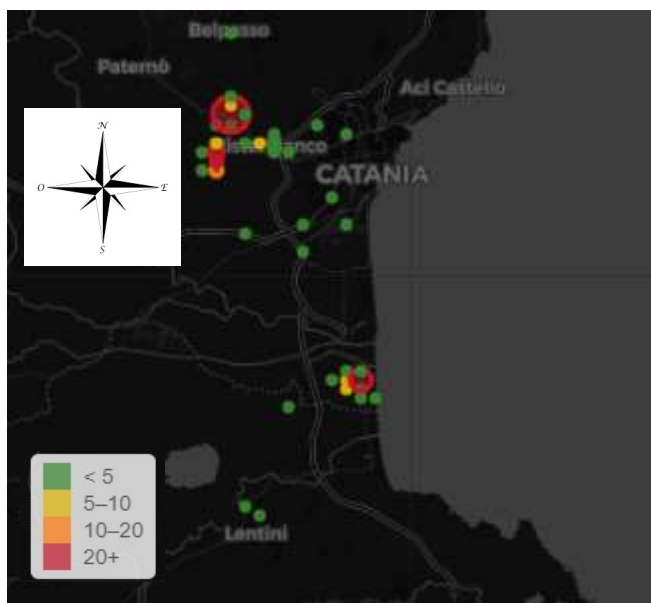 Belpasso
Paternò
Aci Castello
CATANIA
N
O
E
S
< 5
5–10
10–20
20+
Lentini